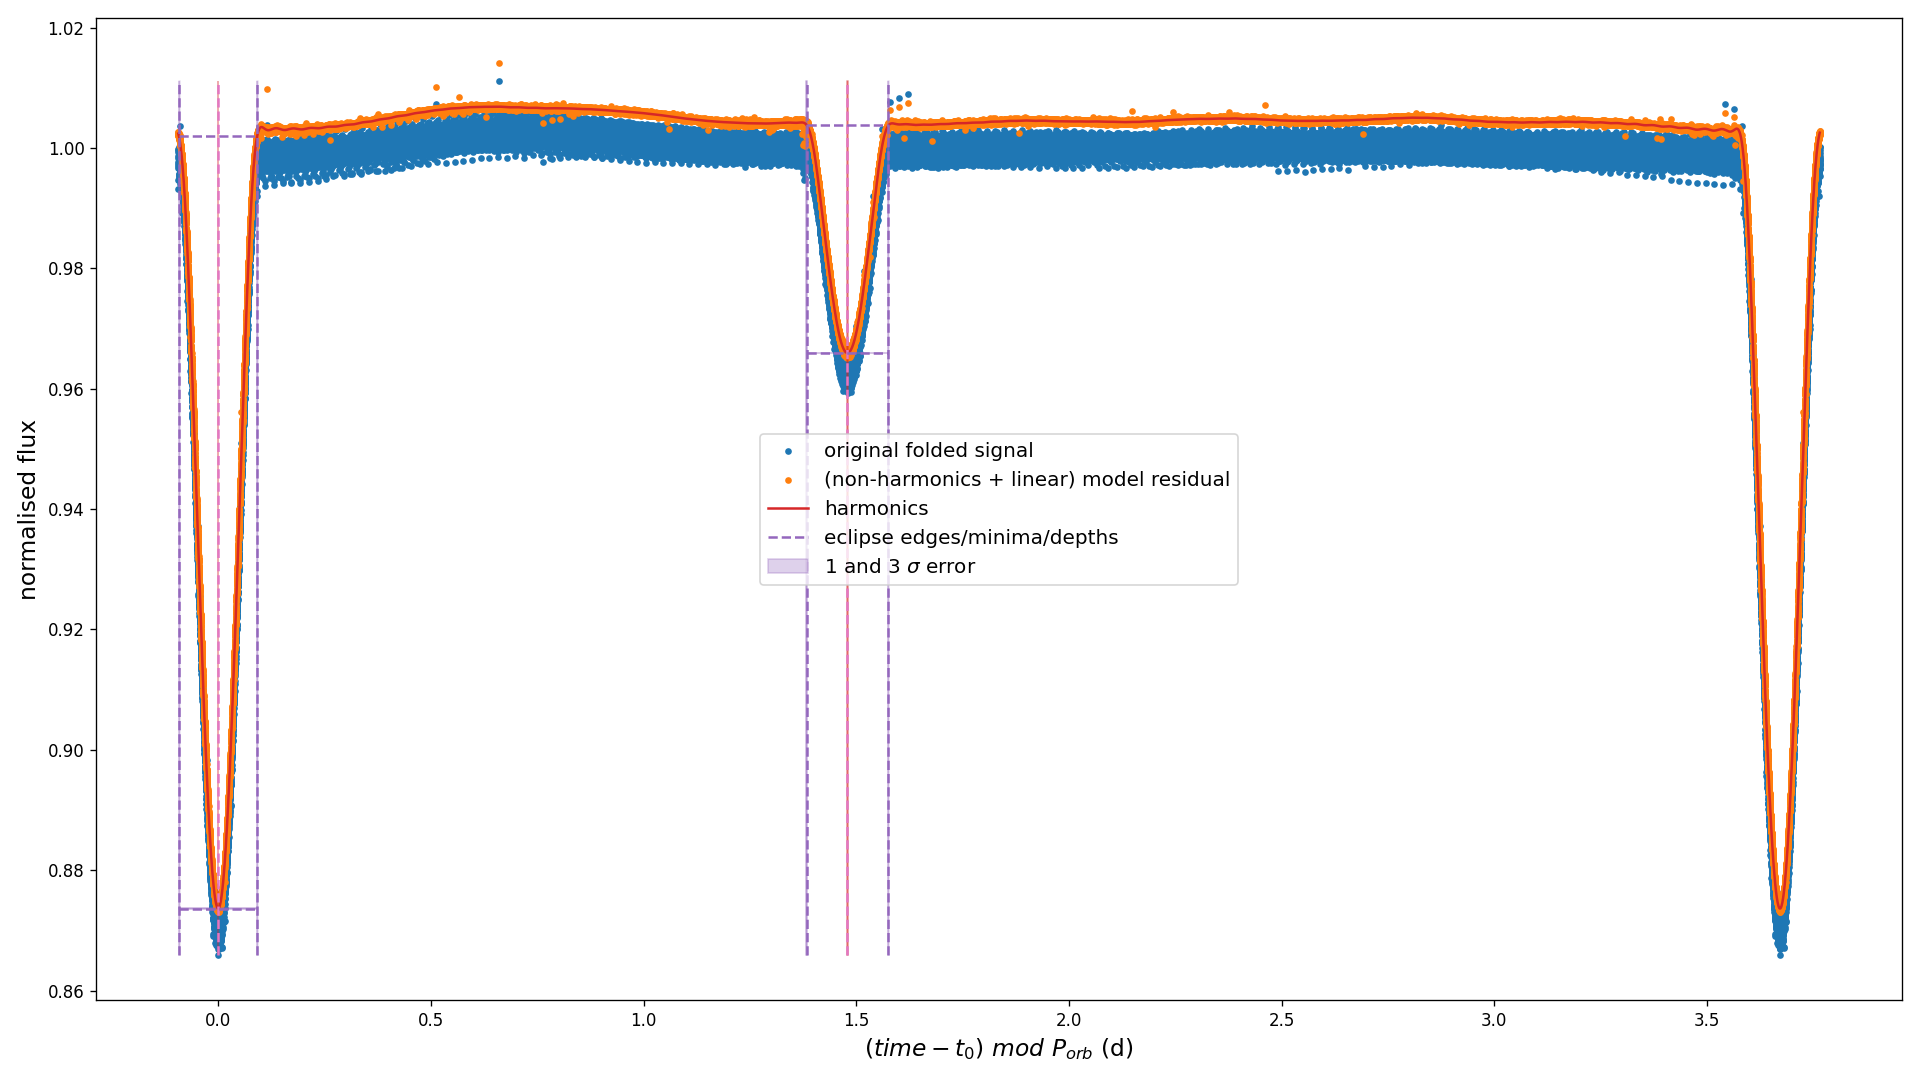 1.02
1.00
0.98
0.96
0.94
0.92
0.90
0.88
0.86
normalised flux
original folded signal
(non-harmonics + linear) model residual
harmonics
eclipse edges/minima/depths
1 and 3 σ error
0.0 0.5 1.0 1.5 2.0 2.5 3.0 3.5
(time − t₀) mod Pₒᵣb (d)